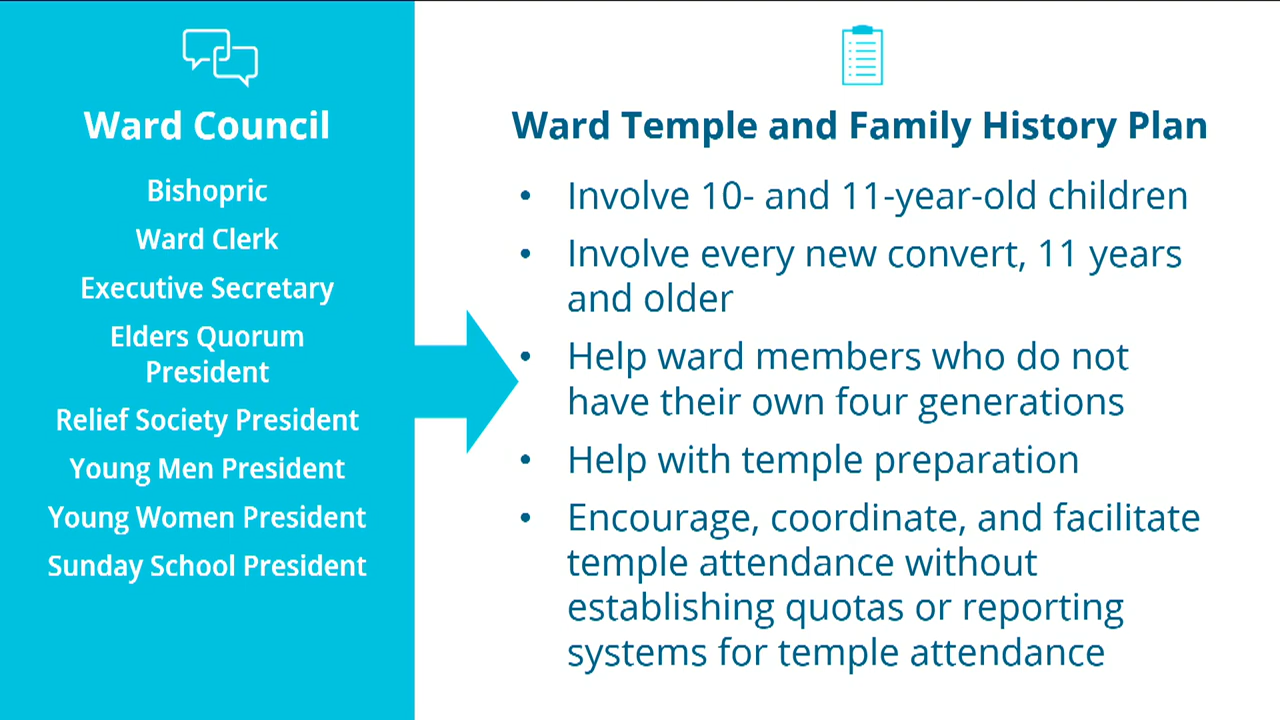 Ward Council
Bishopric
Ward Clerk
Executive Secretary
Elders Quorum
President
Relief Society President
Young Men President
Young Women President
Sunday School President
Ward Temple and Family History Plan
• Involve 10- and 11-year-old children
• Involve every new convert, 11 years
and older
• Help ward members who do not
have their own four generations
• Help with temple preparation
• Encourage, coordinate, and facilitate
temple attendance without
establishing quotas or reporting
systems for temple attendance